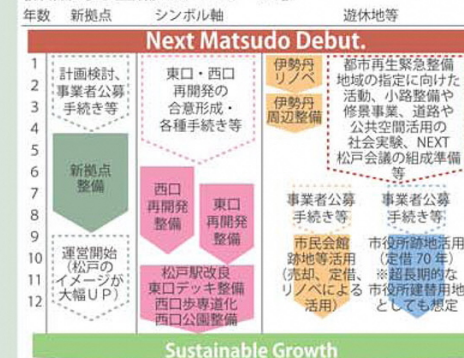 年数 新拠点 シンボル軸 遊休地等
Next Matsudo Debut.
1
2
3
4
5
6
7
8
9
10
11
12
計画検討、
事業者公募
手続き等
新拠点
整備
運営開始
(松戸の
イメージが
大幅UP)
東口・西口
再開発の
合意形成・
各種手続き等
西口
再開発
整備
東口
再開発
整備
松戸駅改良
東口デッキ整備
西口歩専道化
西口公園整備
伊勢丹
リノベ
伊勢丹
周辺整備
都市再生緊急整備
地域の指定に向けた
活動、小路整備や
修景事業、道路や
公共空間活用の
社会実験、NEXT
松戸会議の組成準備
等
事業者公募
手続き等
市民会館
跡地等活用
(売却、定借、
リノベによる
活用)
事業者公募
手続き等
市役所跡地活用
(定借70年)
※超長期的な
市役所建替用地
としても想定
Sustainable Growth